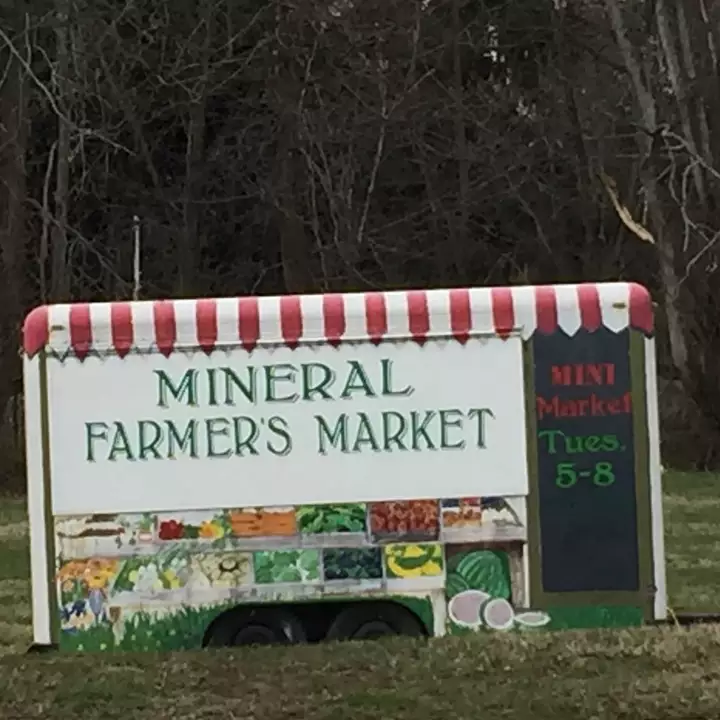 MINERAL
FARMER'S MARKET
MINI
Market
Tues.
5-8